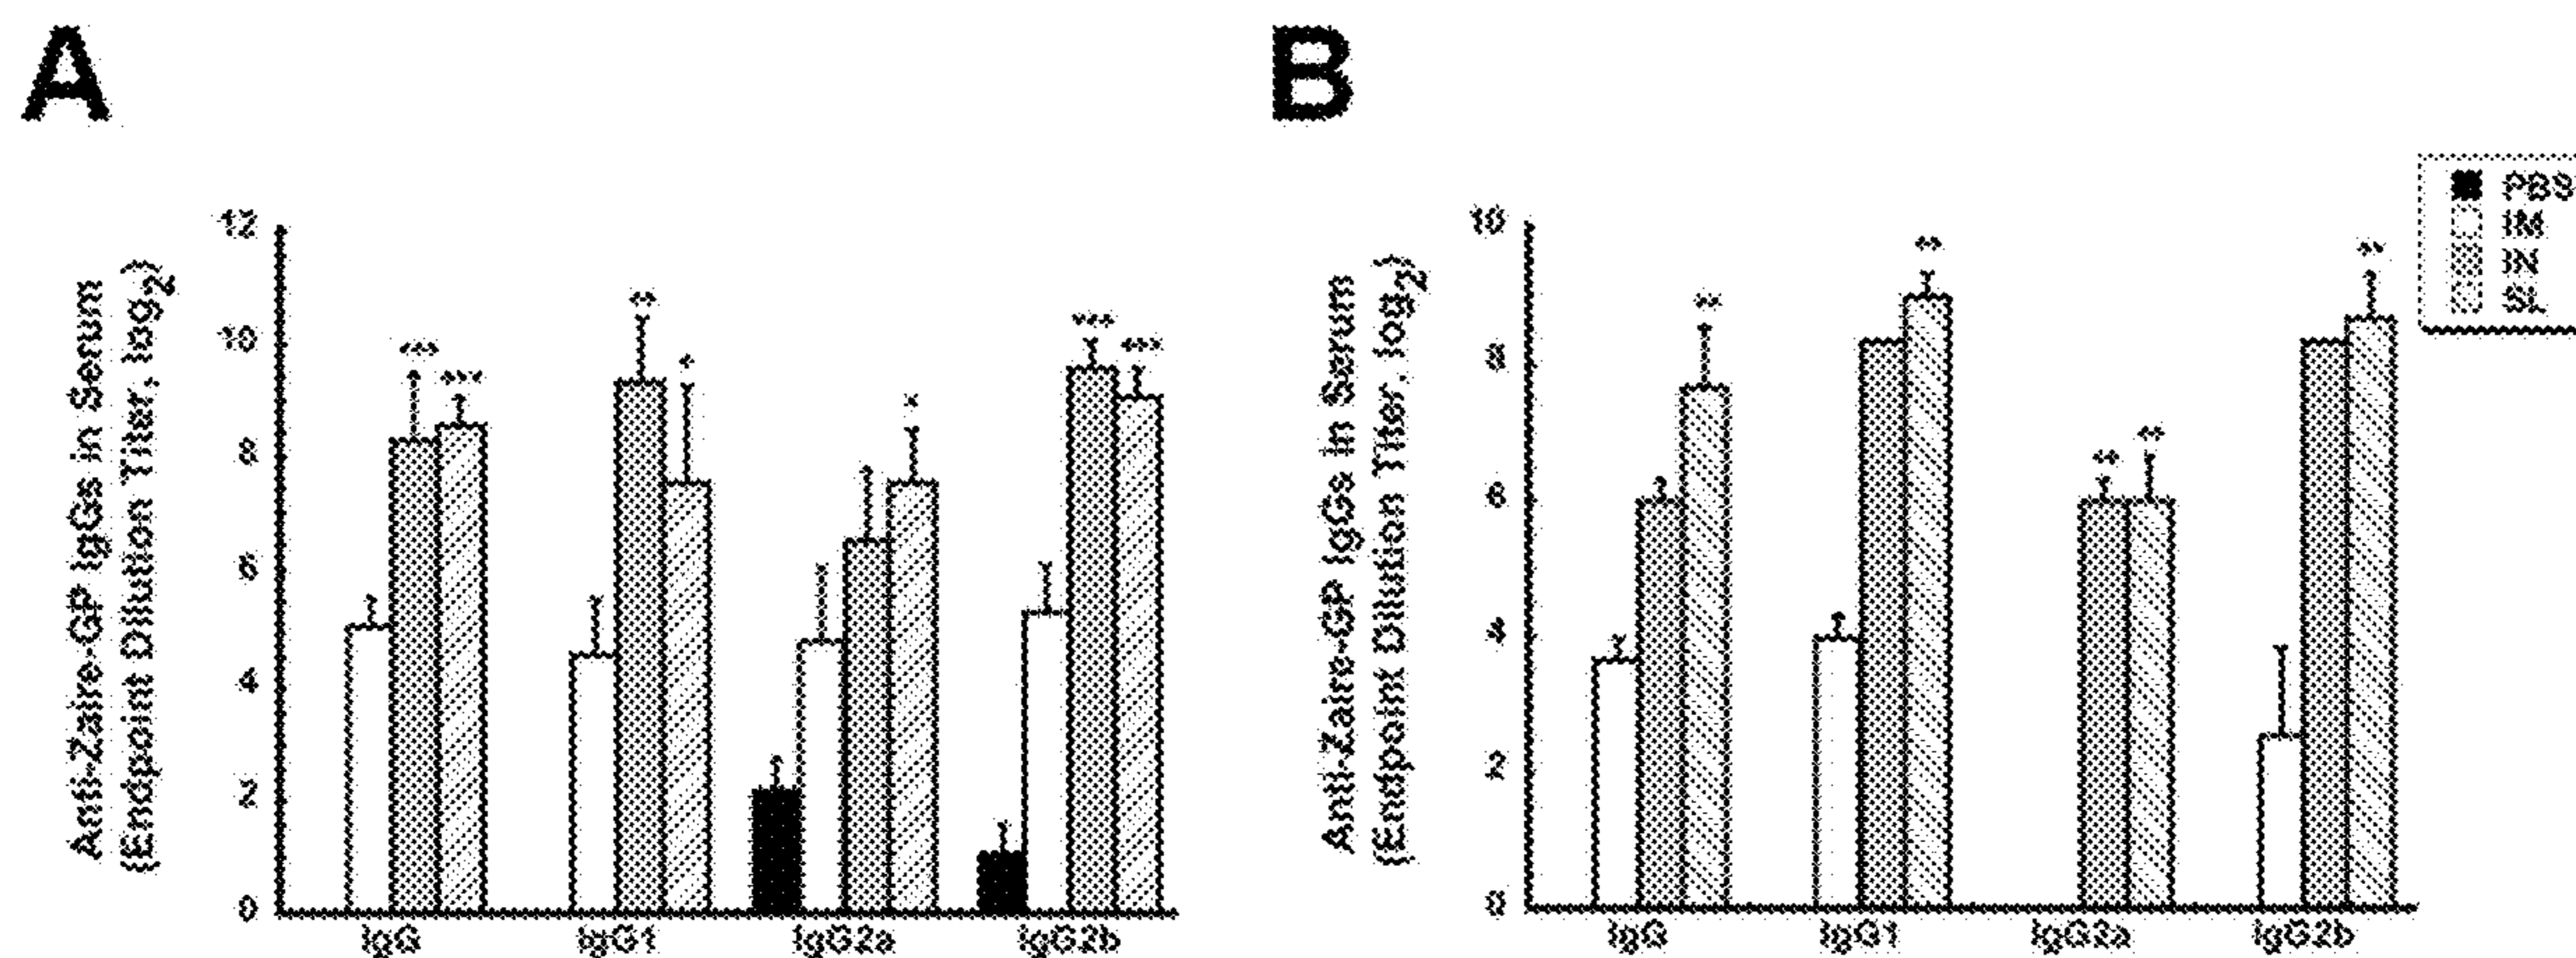 A
B
Anti-Zaire-GP IgGs in Serum
(Endpoint Dilution Titer, log2)
12
10
8
6
4
2
0
IgG IgG1 IgG2a IgG2b
Anti-Zaire-GP IgGs in Serum
(Endpoint Dilution Titer, log2)
10
8
6
4
2
0
IgG IgG1 IgG2a IgG2b
PBS
IM
IN
SL